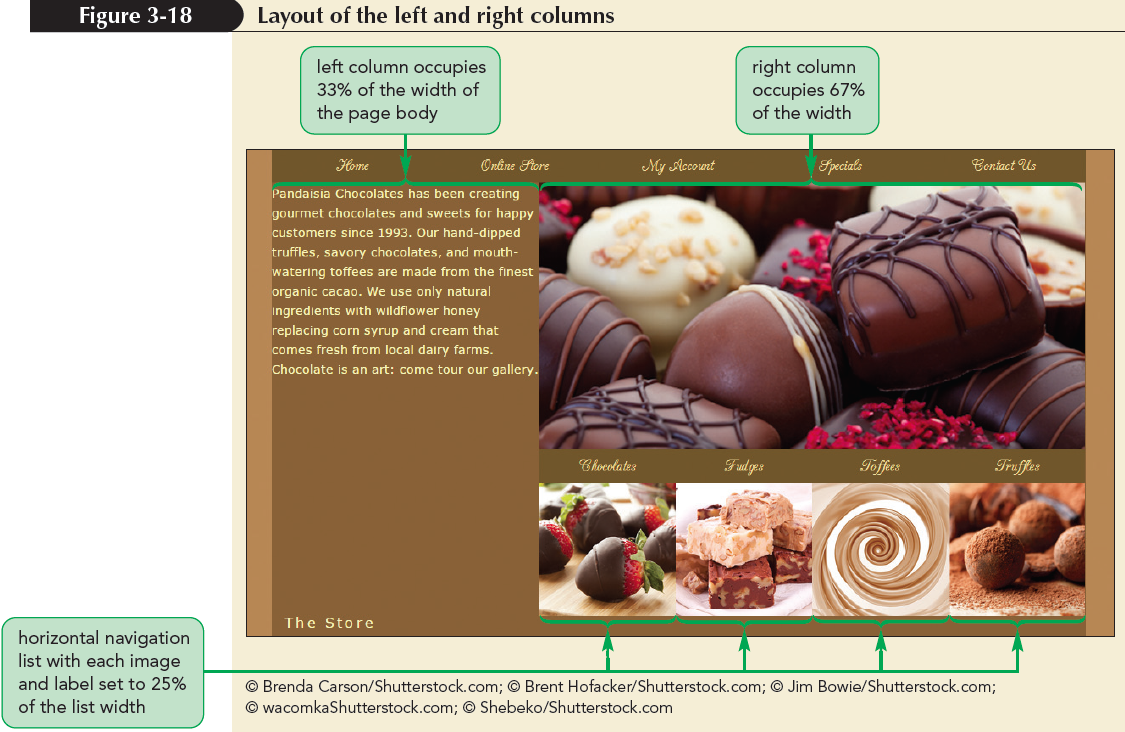 Figure 3-18
Layout of the left and right columns
left column occupies
33% of the width of
the page body
right column
occupies 67%
of the width
Home Online Store My Account Specials Contact Us
Pandaisia Chocolates has been creating
gourmet chocolates and sweets for happy
customers since 1993. Our hand-dipped
truffles, savory chocolates, and mouth-
watering toffees are made from the finest
organic cacao. We use only natural
ingredients with wildflower honey
replacing corn syrup and cream that
comes fresh from local dairy farms.
Chocolate is an art: come tour our gallery.
Chocolates Fudges Toffees Truffles
The Store
horizontal navigation
list with each image
and label set to 25%
of the list width
© Brenda Carson/Shutterstock.com; © Brent Hofacker/Shutterstock.com; © Jim Bowie/Shutterstock.com;
© wacomkaShutterstock.com; © Shebeko/Shutterstock.com